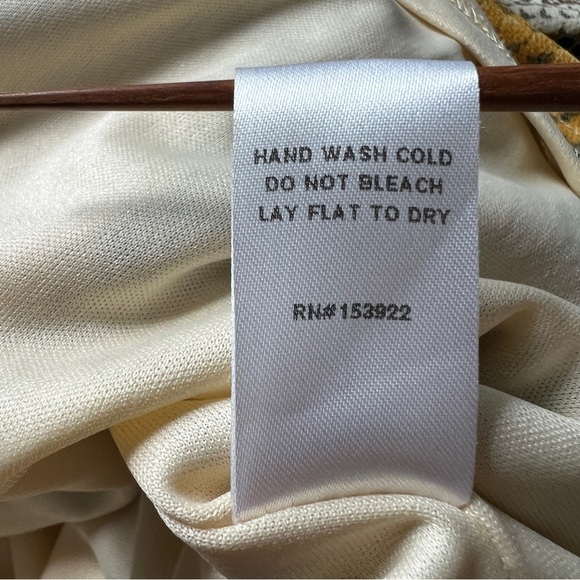 HAND WASH COLD
DO NOT BLEACH
LAY FLAT TO DRY
RN#153922